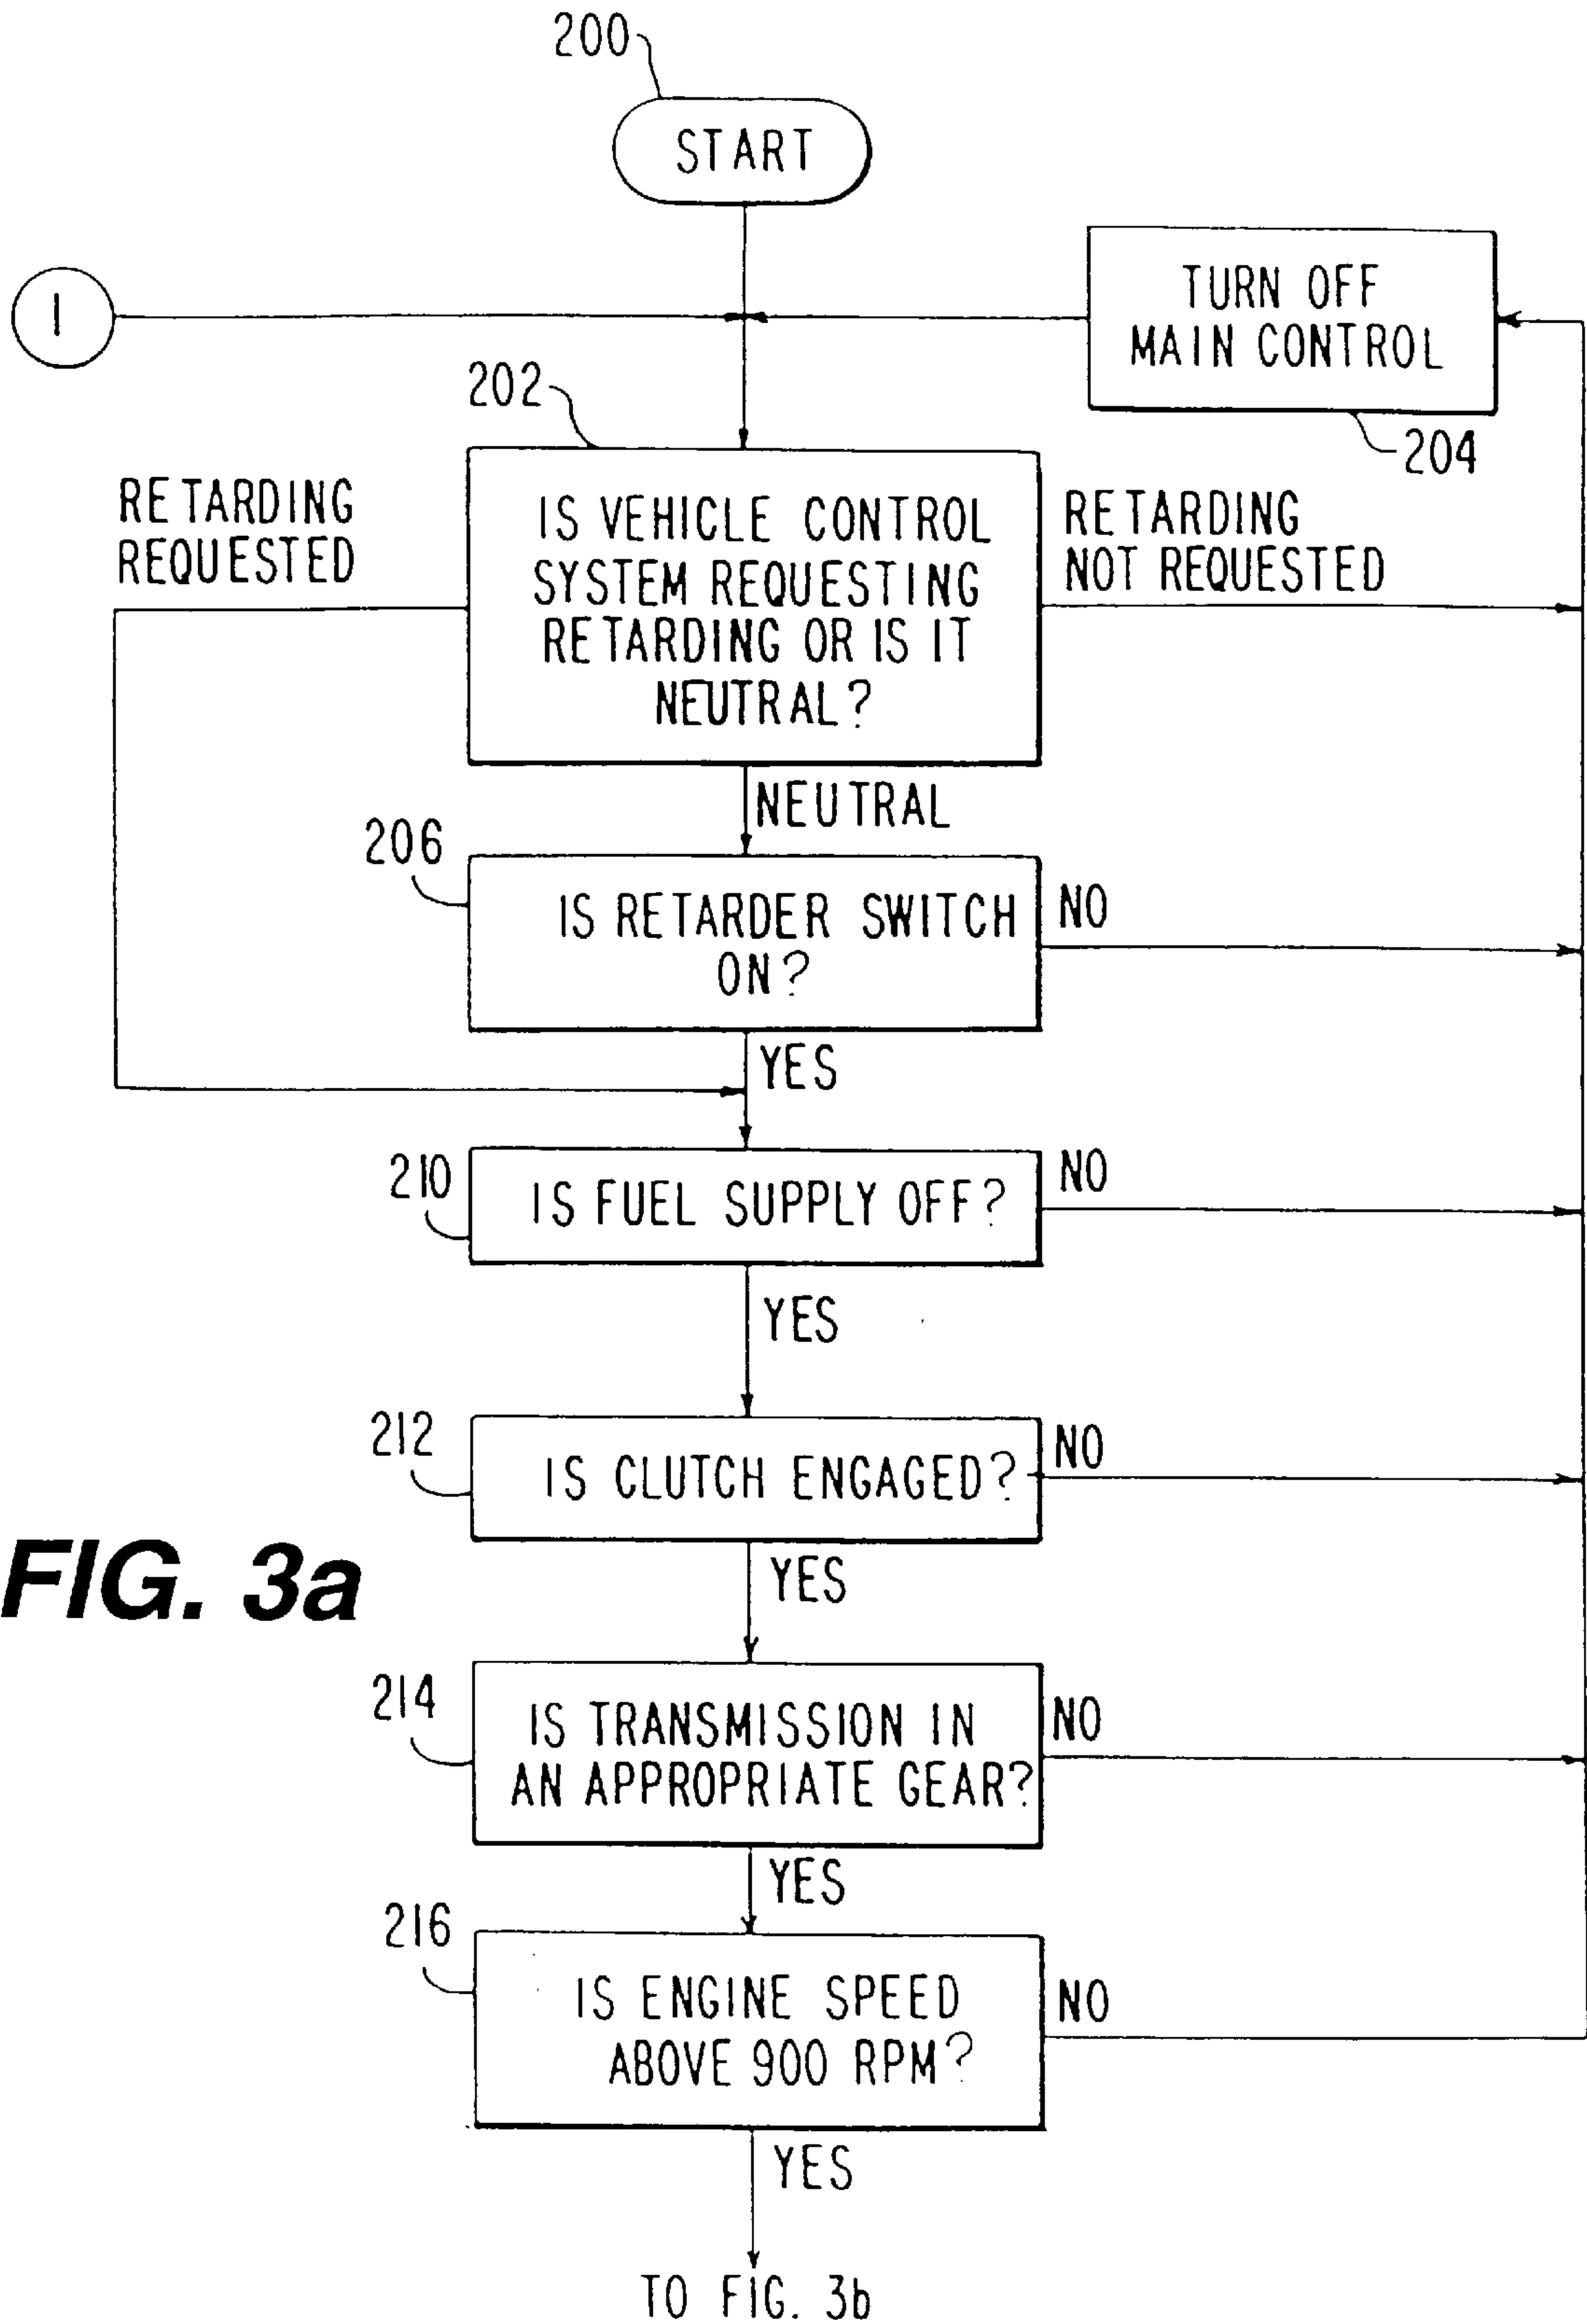 200
START
I
TURN OFF
MAIN CONTROL
204
202
RETARDING
REQUESTED
IS VEHICLE CONTROL
SYSTEM REQUESTING
RETARDING OR IS IT
NEUTRAL?
RETARDING
NOT REQUESTED
NEUTRAL
206
IS RETARDER SWITCH
ON?
NO
YES
210
IS FUEL SUPPLY OFF?
NO
YES
212
IS CLUTCH ENGAGED?
NO
YES
FIG. 3a
214
IS TRANSMISSION IN
AN APPROPRIATE GEAR?
NO
YES
216
IS ENGINE SPEED
ABOVE 900 RPM?
NO
YES
TO FIG. 3b